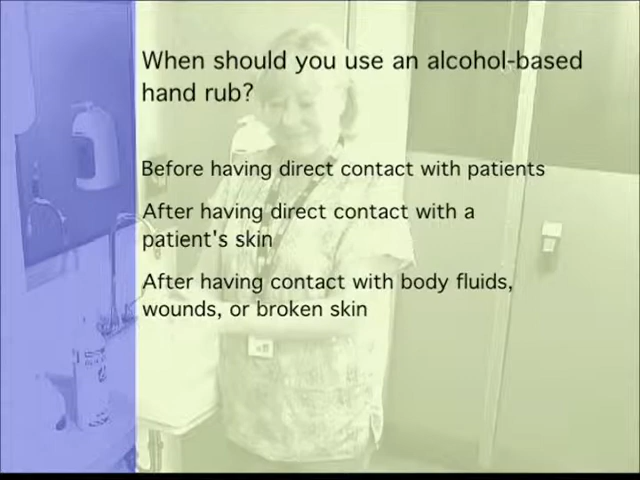 When should you use an alcohol-based
hand rub?
Before having direct contact with patients
After having direct contact with a
patient's skin
After having contact with body fluids,
wounds, or broken skin